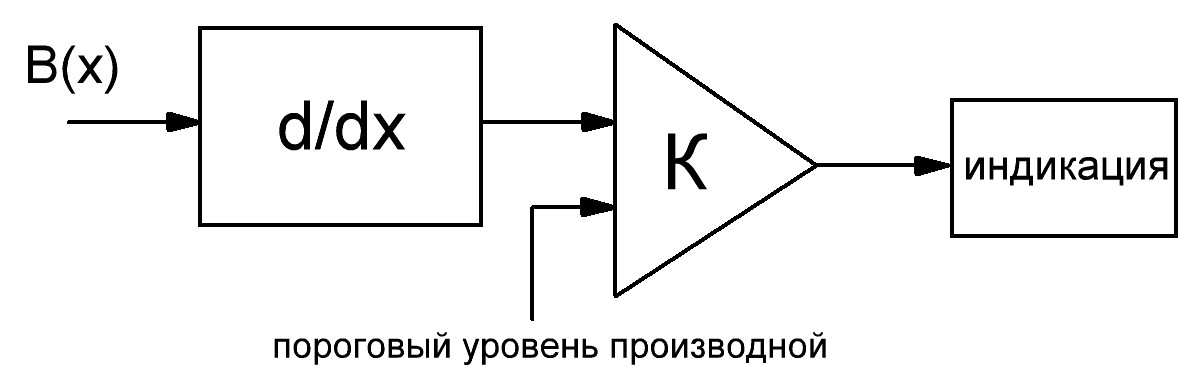 B(x)
d/dx
К
индикация
пороговый уровень производной